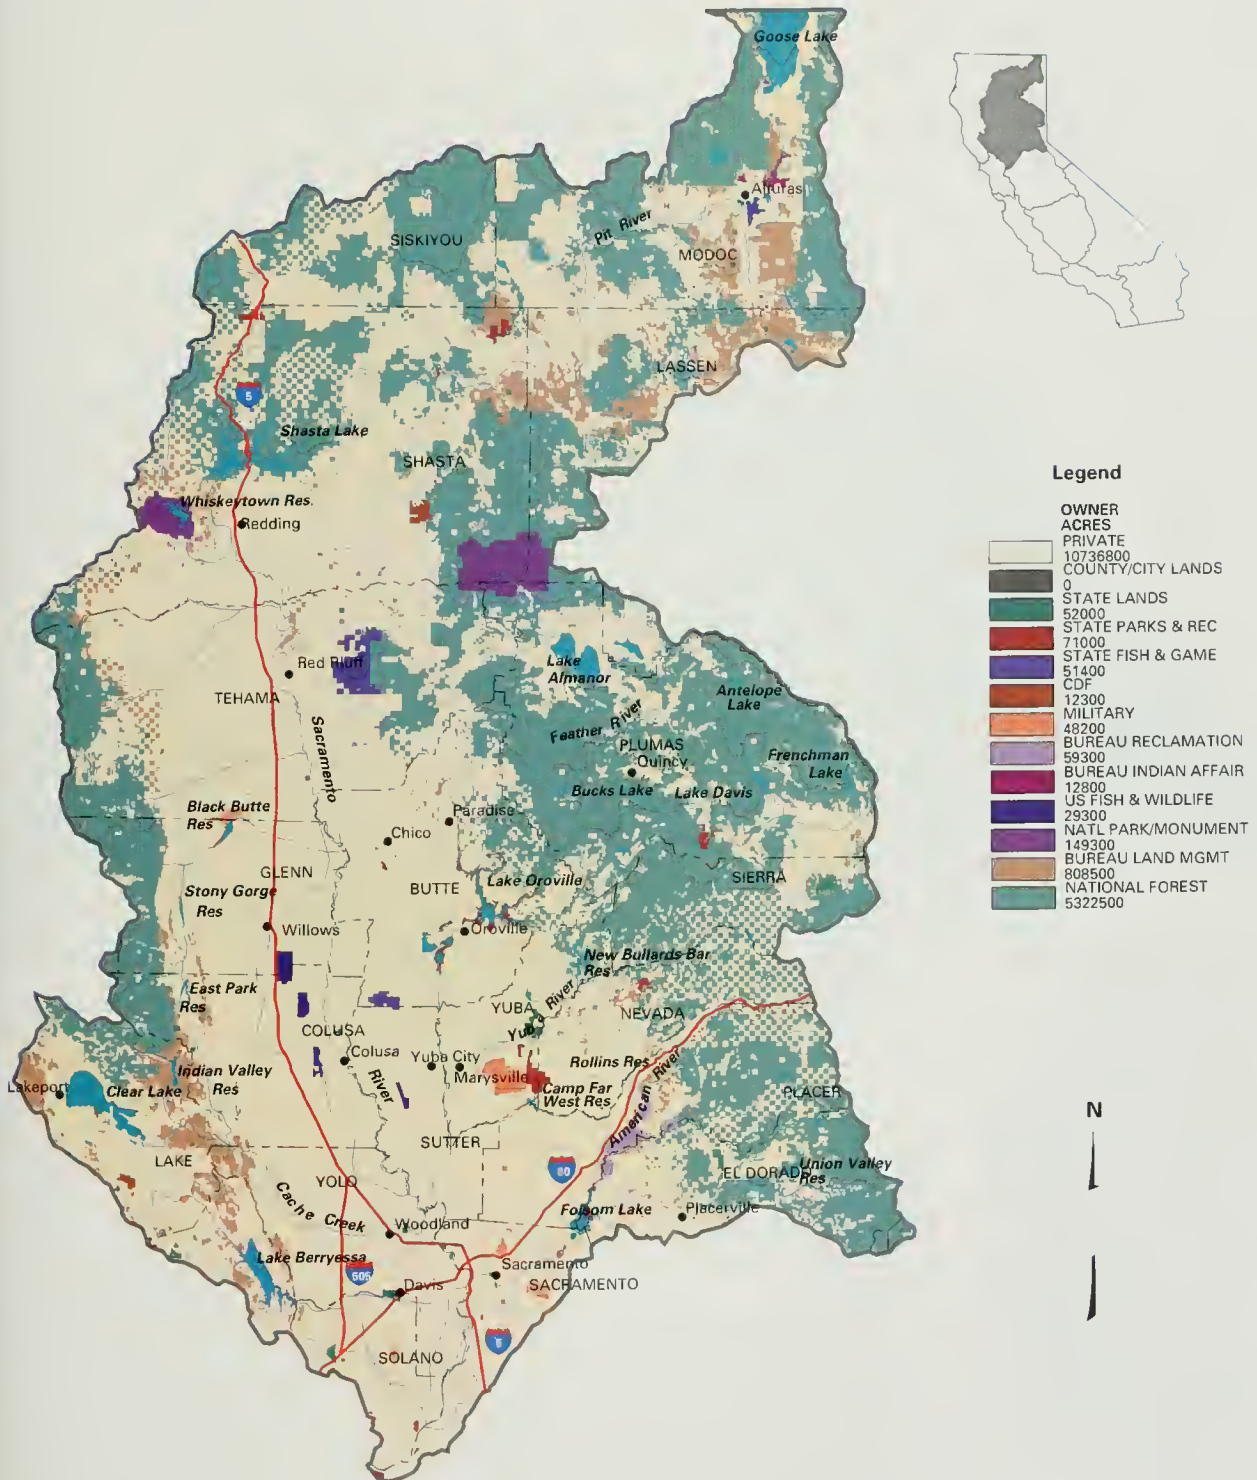 Goose Lake
Alturas
Pit River
SISKIYOU
MODOC
LASSEN
5
Shasta Lake
SHASTA
Whiskeytown Res.
Redding
Legend
OWNER
ACRES
PRIVATE
10736800
COUNTY/CITY LANDS
0
STATE LANDS
52000
STATE PARKS & REC
71000
STATE FISH & GAME
51400
CDF
12300
MILITARY
48200
BUREAU RECLAMATION
59300
BUREAU INDIAN AFFAIR
12800
US FISH & WILDLIFE
29300
NATL PARK/MONUMENT
149300
BUREAU LAND MGMT
808500
NATIONAL FOREST
5322500
Red Bluff
TEHAMA
Lake
Almanor
Antelope
Lake
Feather River
PLUMAS
Quincy
Frenchman
Lake
Sacramento
Bucks Lake
Lake Davis
Black Butte
Res
Paradise
Chico
GLENN
BUTTE
Lake Oroville
SIERRA
Stony Gorge
Res
Willows
Oroville
New Bullards Bar
Res
East Park
Res
YUBA
Yuba River
NEVADA
COLUSA
Colusa
Yuba City
Marysville
Rollins Res
Indian Valley
Res
River
Camp Far
West Res
American River
Lakeport
Clear Lake
PLACER
SUTTER
LAKE
80
EL DORADO
Union Valley
Res
YOLO
Cache Creek
Woodland
Folsom Lake
Placerville
Lake Berryessa
505
Davis
Sacramento
SACRAMENTO
5
SOLANO
N